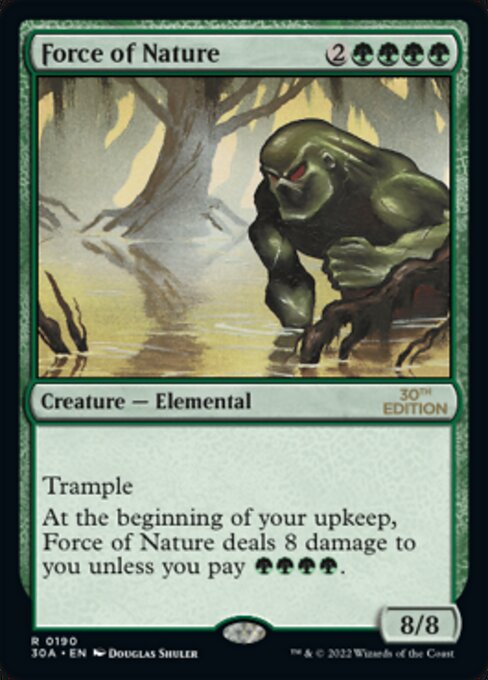 Force of Nature 2
Creature — Elemental
30TH
EDITION
Trample
At the beginning of your upkeep,
Force of Nature deals 8 damage to
you unless you pay .
8/8
R 0190
30A • EN DOUGLAS SHULER
™ & © 2022 Wizards of the Coast